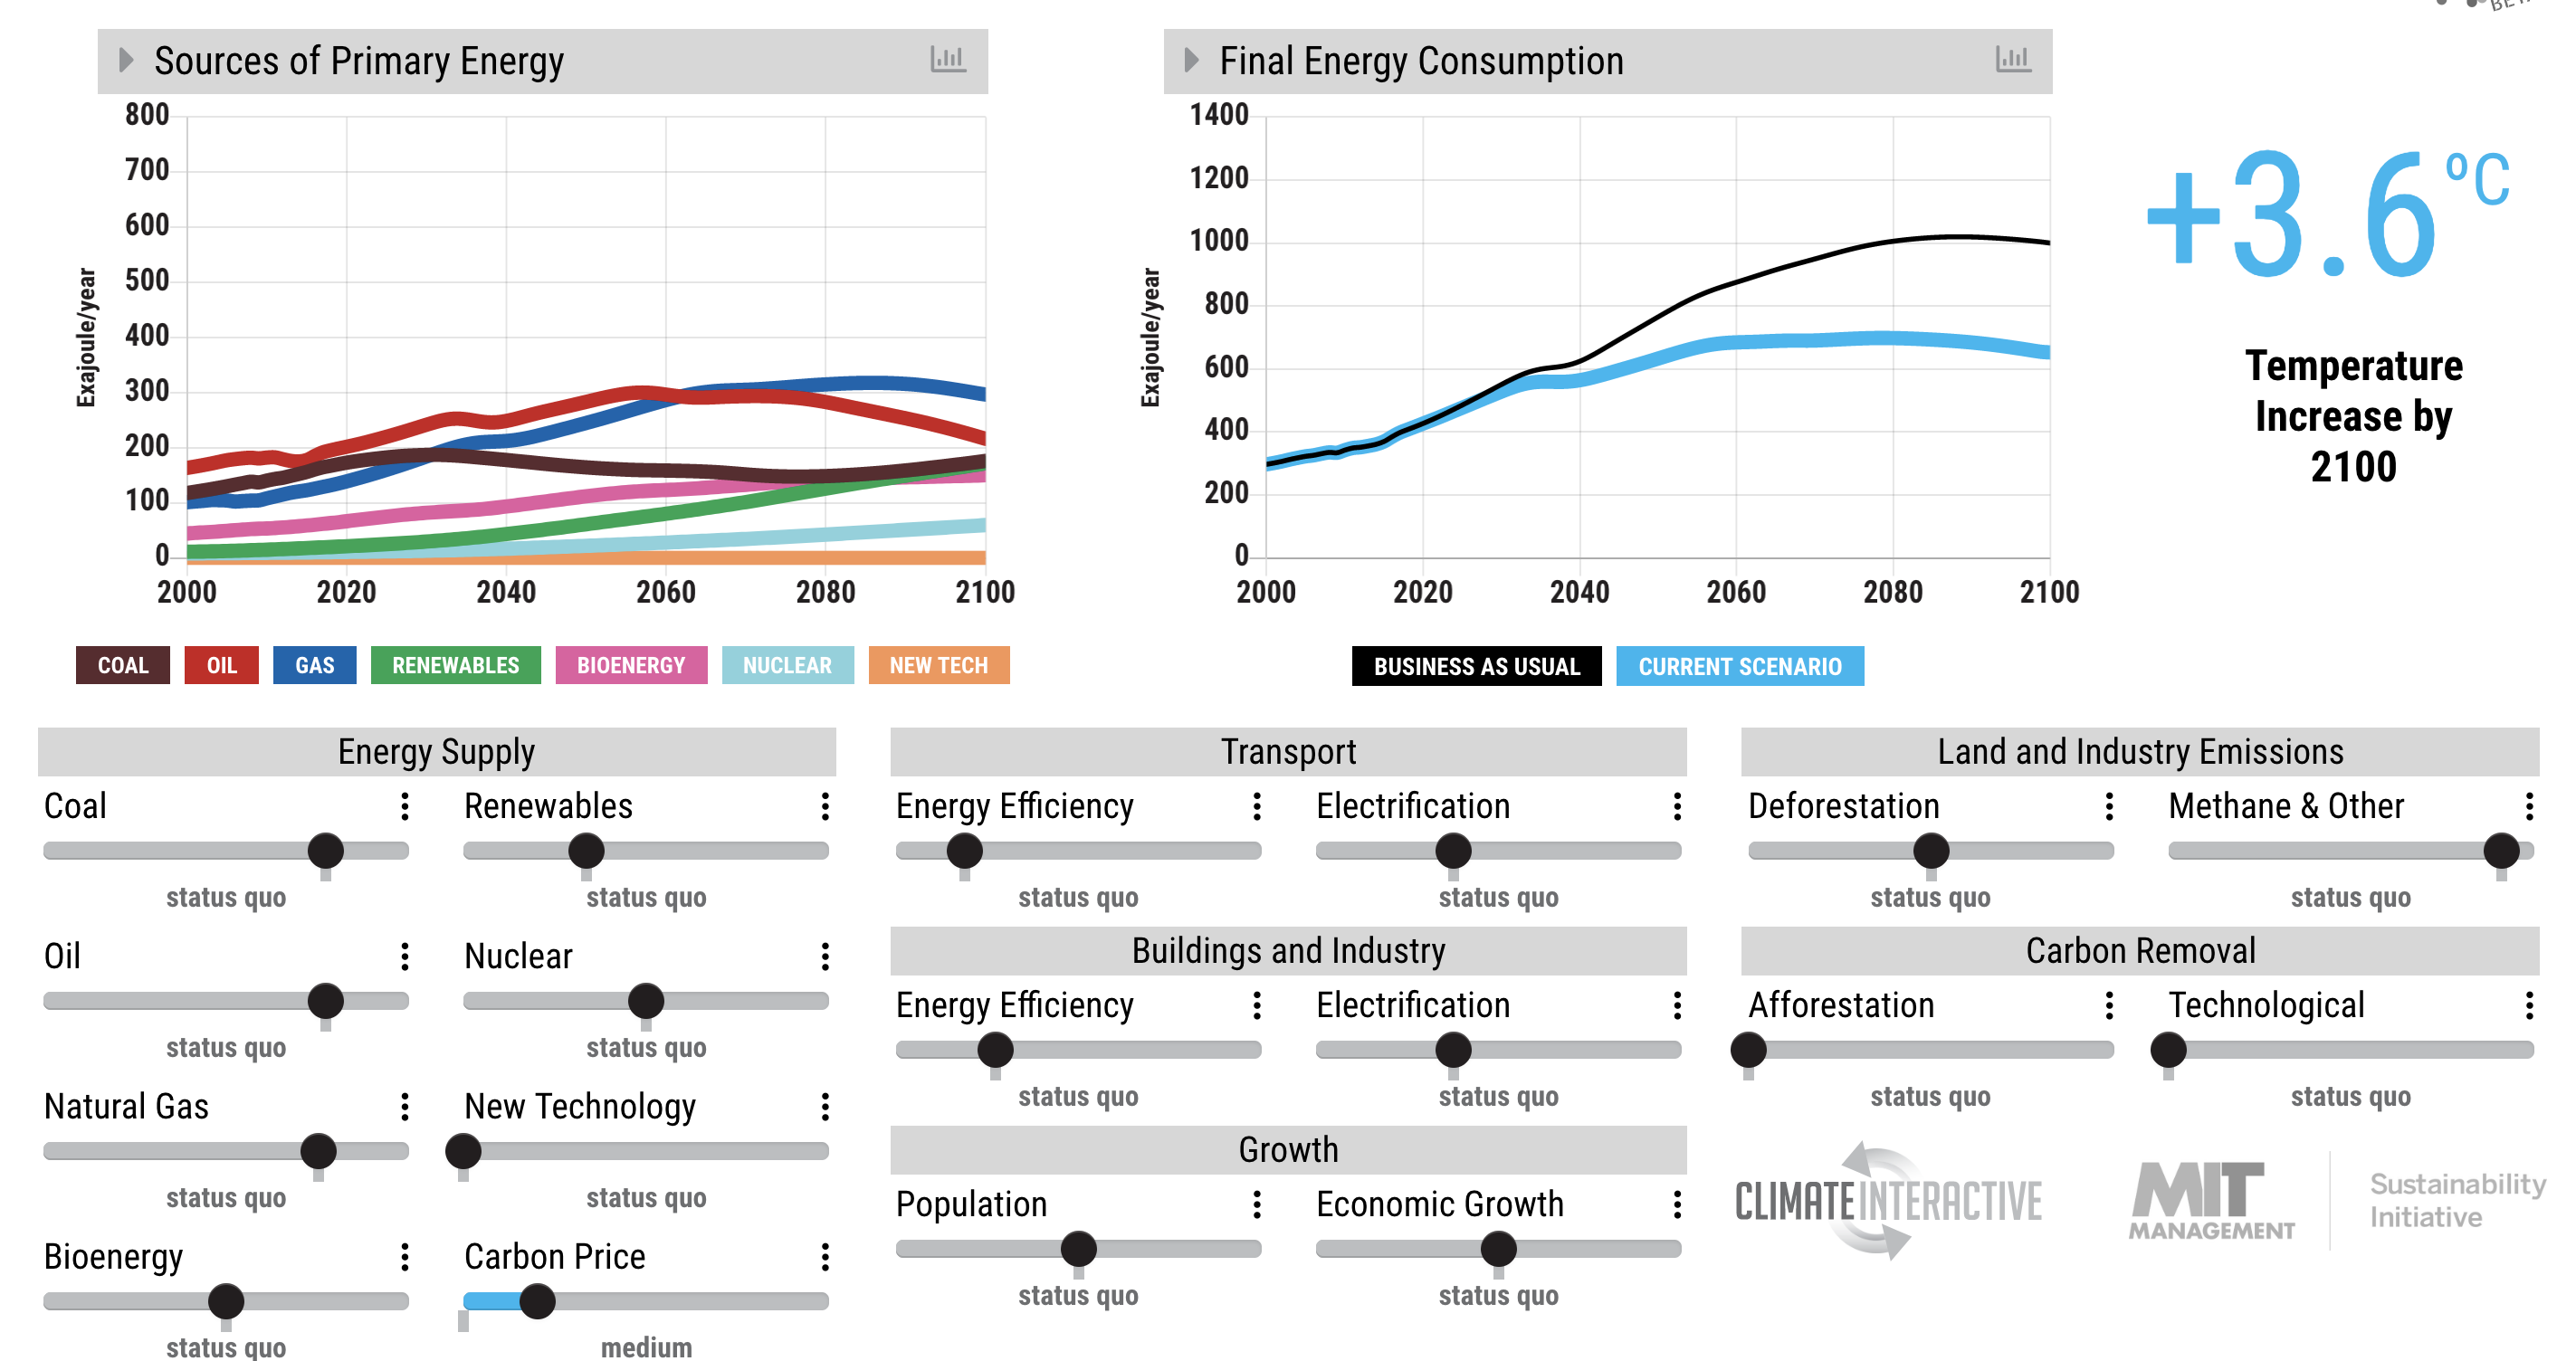 Sources of Primary Energy
800
700
600
500
400
300
200
100
0
Exajoule/year
2000 2020 2040 2060 2080 2100
COAL OIL GAS RENEWABLES BIOENERGY NUCLEAR NEW TECH
Final Energy Consumption
1400
1200
1000
800
600
400
200
0
Exajoule/year
2000 2020 2040 2060 2080 2100
BUSINESS AS USUAL CURRENT SCENARIO
+3.6 ºC
Temperature
Increase by
2100
Energy Supply
Coal
status quo
Renewables
status quo
Oil
status quo
Nuclear
status quo
Natural Gas
status quo
New Technology
status quo
Bioenergy
status quo
Carbon Price
medium
Transport
Energy Efficiency
status quo
Electrification
status quo
Buildings and Industry
Energy Efficiency
status quo
Electrification
status quo
Growth
Population
status quo
Economic Growth
status quo
Land and Industry Emissions
Deforestation
status quo
Methane & Other
status quo
Carbon Removal
Afforestation
status quo
Technological
status quo
CLIMATE INTERACTIVE
MIT
MANAGEMENT
Sustainability
Initiative